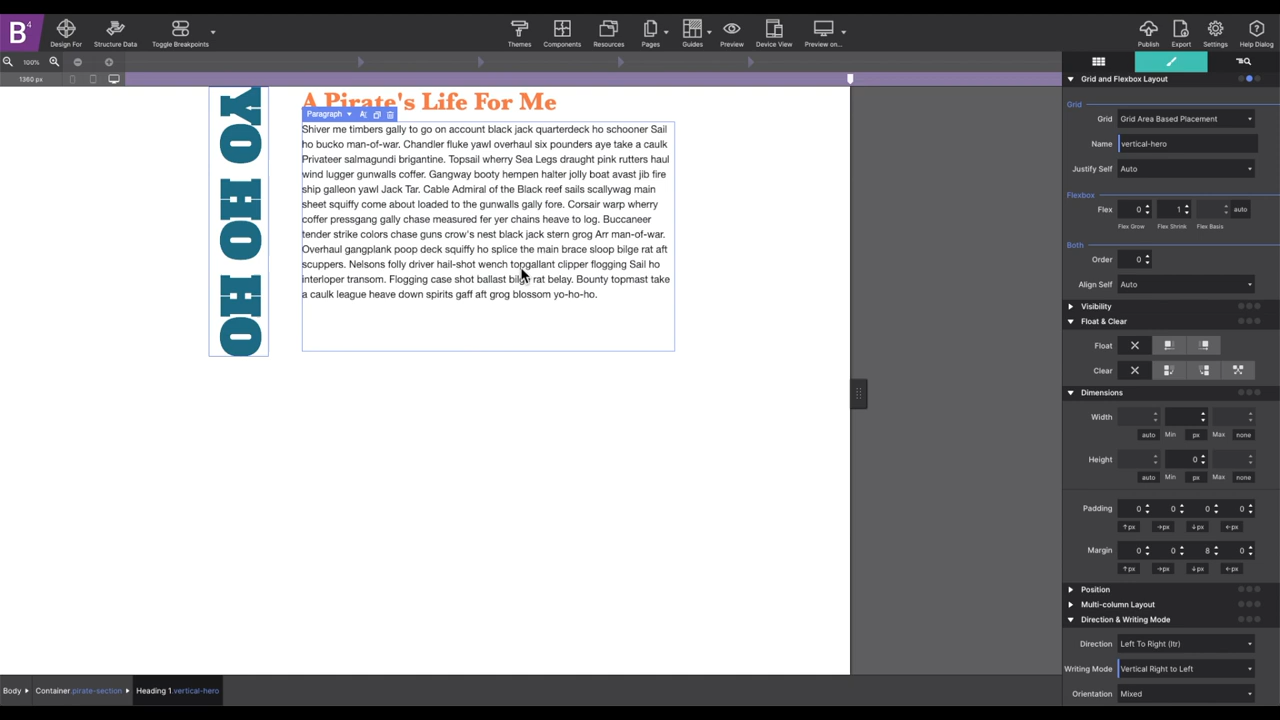 B4
Design For
Structure Data
Toggle Breakpoints
Themes
Components
Resources
Pages
Guides
Preview
Device View
Preview on...
Publish
Export
Settings
Help Dialog
100%
1360 px
YO HO HO
A Pirate's Life For Me
Paragraph
Shiver me timbers gally to go on account black jack quarterdeck ho schooner Sail
ho bucko man-of-war. Chandler fluke yawl overhaul six pounders aye take a caulk
Privateer salmagundi brigantine. Topsail wherry Sea Legs draught pink rutters haul
wind lugger gunwalls coffer. Gangway booty hempen halter jolly boat avast jib fire
ship galleon yawl Jack Tar. Cable Admiral of the Black reef sails scallywag main
sheet squiffy come about loaded to the gunwalls gally fore. Corsair warp wherry
coffer pressgang gally chase measured fer yer chains heave to log. Buccaneer
tender strike colors chase guns crow's nest black jack stern grog Arr man-of-war.
Overhaul gangplank poop deck squiffy ho splice the main brace sloop bilge rat aft
scuppers. Nelsons folly driver hail-shot wench topgallant clipper flogging Sail ho
interloper transom. Flogging case shot ballast bilge rat belay. Bounty topmast take
a caulk league heave down spirits gaff aft grog blossom yo-ho-ho.
Grid and Flexbox Layout
Grid
Grid Grid Area Based Placement
Name vertical-hero
Justify Self Auto
Flexbox
Flex 0 1 auto
Flex Grow Flex Shrink Flex Basis
Both
Order 0
Align Self Auto
Visibility
Float & Clear
Float
Clear
Dimensions
Width
auto Min px Max none
Height 0
auto Min px Max none
Padding 0 0 0 0
↑px →px ↓px ←px
Margin 0 0 8 0
↑px →px ↓px ←px
Position
Multi-column Layout
Direction & Writing Mode
Direction Left To Right (ltr)
Writing Mode Vertical Right to Left
Orientation Mixed
Body Container.pirate-section Heading 1.vertical-hero